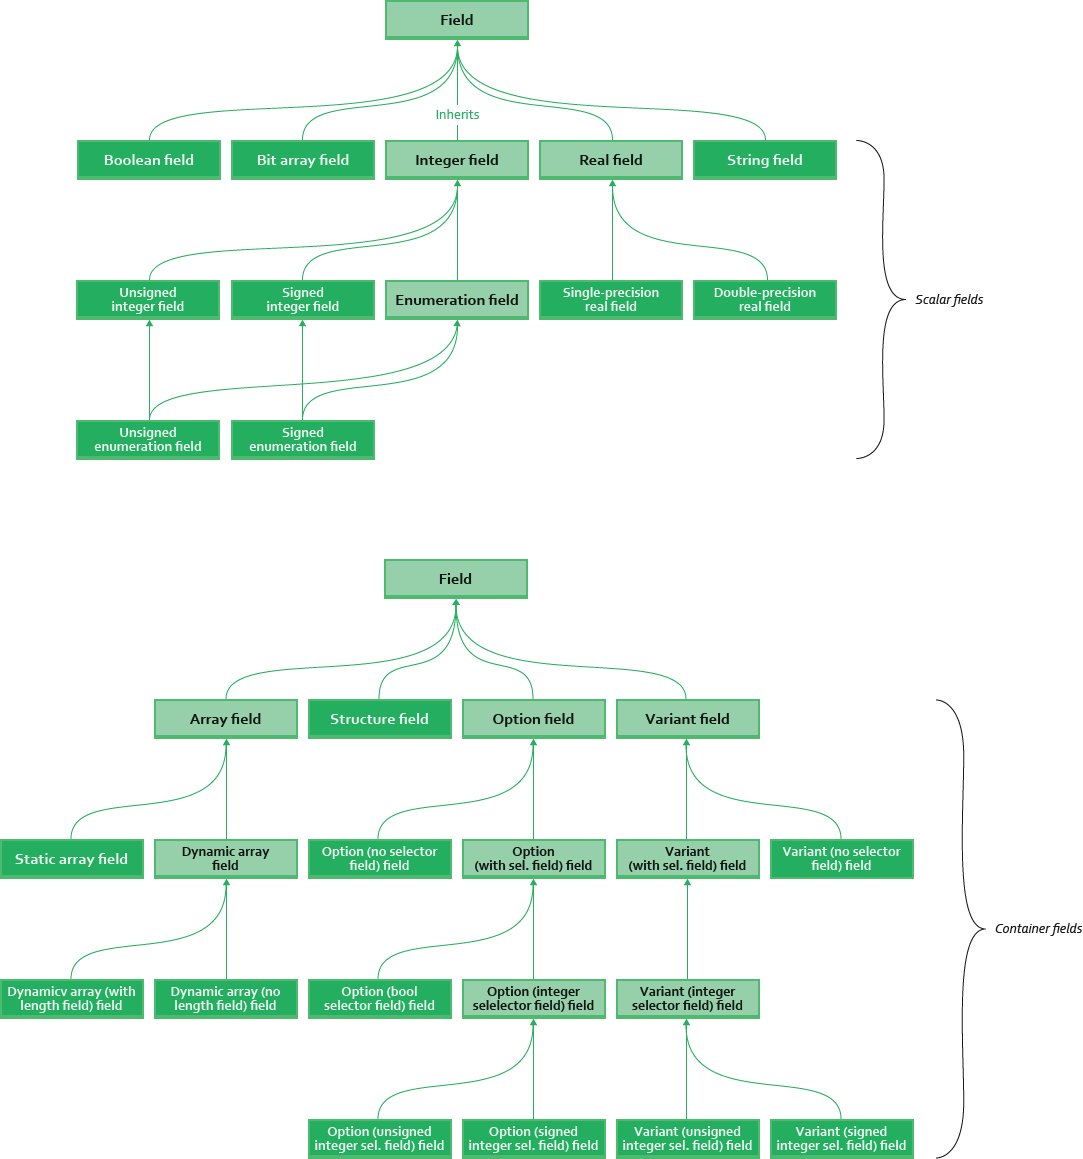 Field
Inherits
Boolean field
Bit array field
Integer field
Real field
String field
Unsigned
integer field
Signed
integer field
Enumeration field
Single-precision
real field
Double-precision
real field
Scalar fields
Unsigned
enumeration field
Signed
enumeration field
Field
Array field
Structure field
Option field
Variant field
Static array field
Dynamic array
field
Option (no selector
field) field
Option
(with sel. field) field
Variant
(with sel. field) field
Variant (no selector
field) field
Container fields
Dynamicv array (with
length field) field
Dynamic array (no
length field) field
Option (bool
selector field) field
Option (integer
selelector field) field
Variant (integer
selector field) field
Option (unsigned
integer sel. field) field
Option (signed
integer sel. field) field
Variant (unsigned
integer sel. field) field
Variant (signed
integer sel. field) field